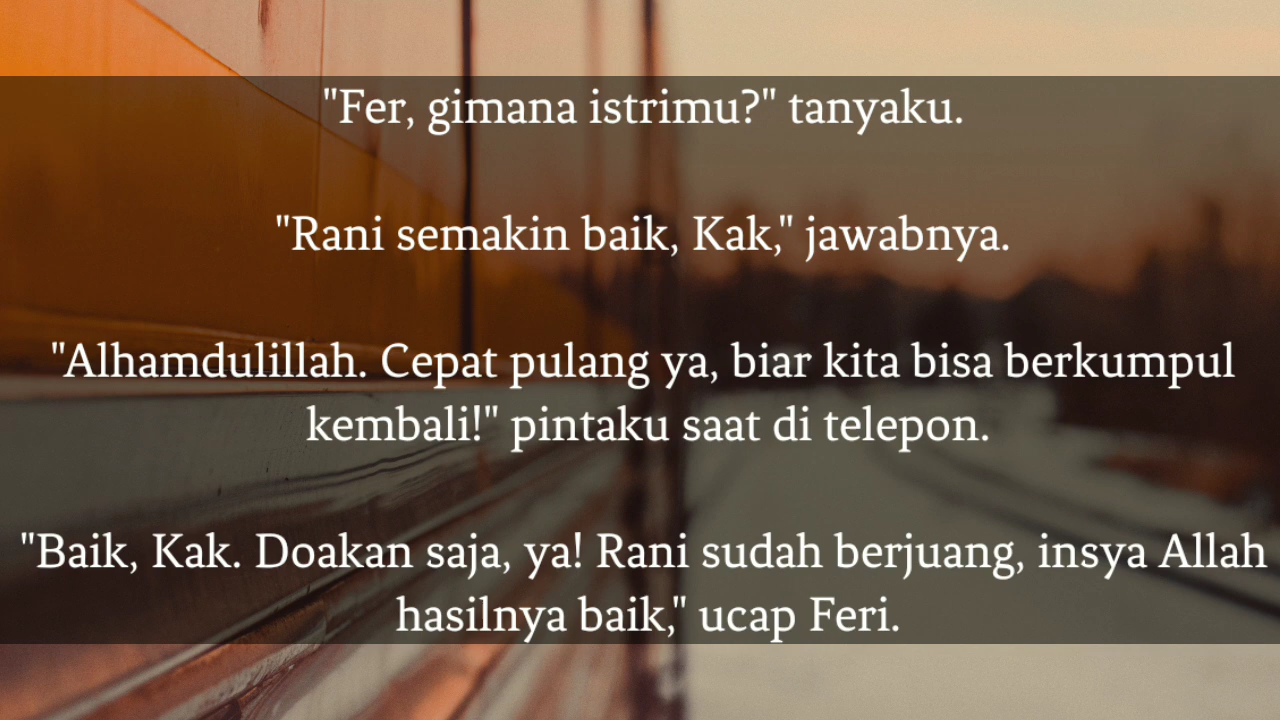 "Fer, gimana istrimu?" tanyaku.
"Rani semakin baik, Kak," jawabnya.
"Alhamdulillah. Cepat pulang ya, biar kita bisa berkumpul
kembali!" pintaku saat di telepon.
"Baik, Kak. Doakan saja, ya! Rani sudah berjuang, insya Allah
hasilnya baik," ucap Feri.